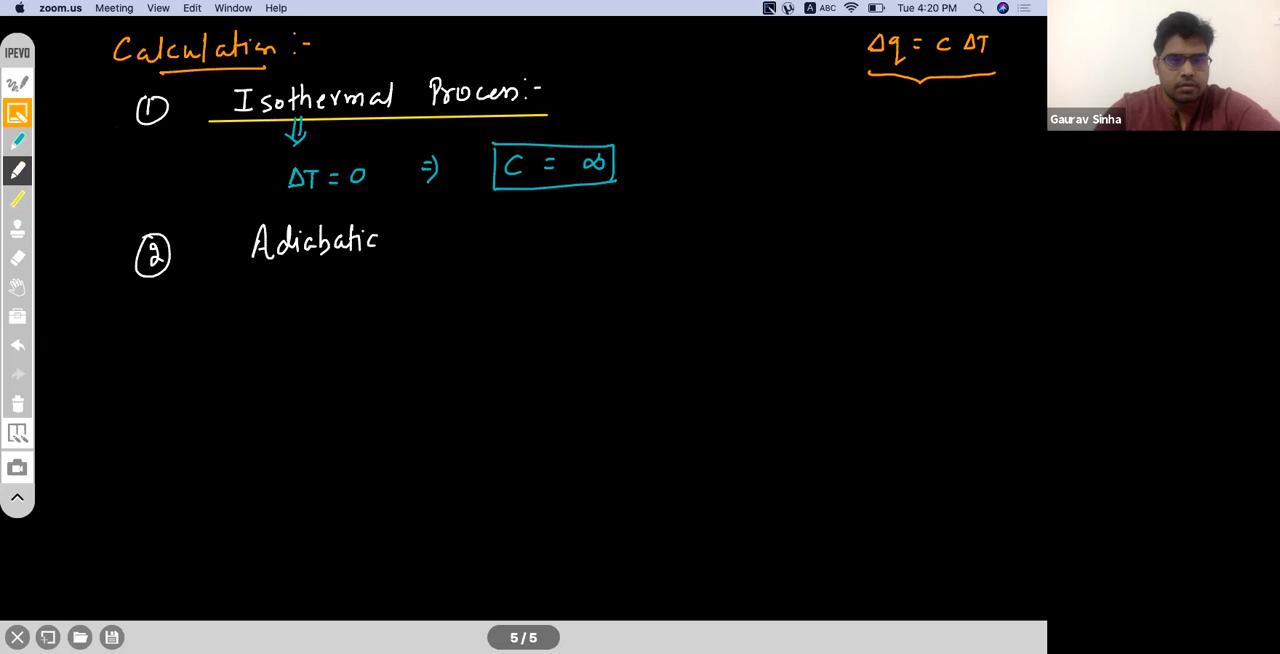 zoom.us Meeting View Edit Window Help A ABC Tue 4:20 PM
IPEVO
Calculation :-
Δq = C ΔT
① Isothermal Process :-
Gaurav Sinha
⇓
ΔT = 0 ⇒ C = ∞
② Adiabatic
5 / 5